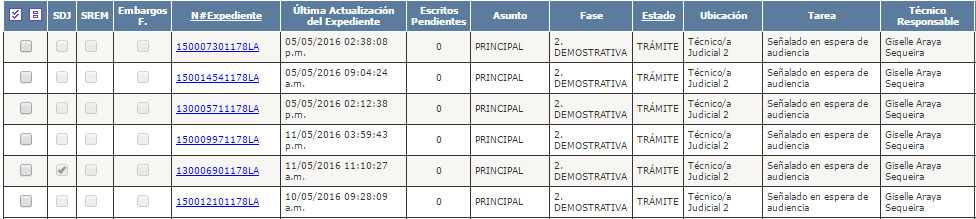 SDJ SREM Embargos F. N#Expediente Última Actualización del Expediente Escritos Pendientes Asunto Fase Estado Ubicación Tarea Técnico Responsable
150007301178LA 05/05/2016 02:38:08 p.m. 0 PRINCIPAL 2. DEMOSTRATIVA TRÁMITE Técnico/a Judicial 2 Señalado en espera de audiencia Giselle Araya Sequeira
150014541178LA 05/05/2016 09:04:24 a.m. 0 PRINCIPAL 2. DEMOSTRATIVA TRÁMITE Técnico/a Judicial 2 Señalado en espera de audiencia Giselle Araya Sequeira
130005711178LA 05/05/2016 02:12:38 p.m. 0 PRINCIPAL 2. DEMOSTRATIVA TRÁMITE Técnico/a Judicial 2 Señalado en espera de audiencia Giselle Araya Sequeira
150009971178LA 11/05/2016 03:59:43 p.m. 0 PRINCIPAL 2. DEMOSTRATIVA TRÁMITE Técnico/a Judicial 2 Señalado en espera de audiencia Giselle Araya Sequeira
130006901178LA 11/05/2016 11:10:27 a.m. 0 PRINCIPAL 2. DEMOSTRATIVA TRÁMITE Técnico/a Judicial 2 Señalado en espera de audiencia Giselle Araya Sequeira
150012101178LA 10/05/2016 09:28:09 a.m. 0 PRINCIPAL 2. DEMOSTRATIVA TRÁMITE Técnico/a Judicial 2 Señalado en espera de audiencia Giselle Araya Sequeira